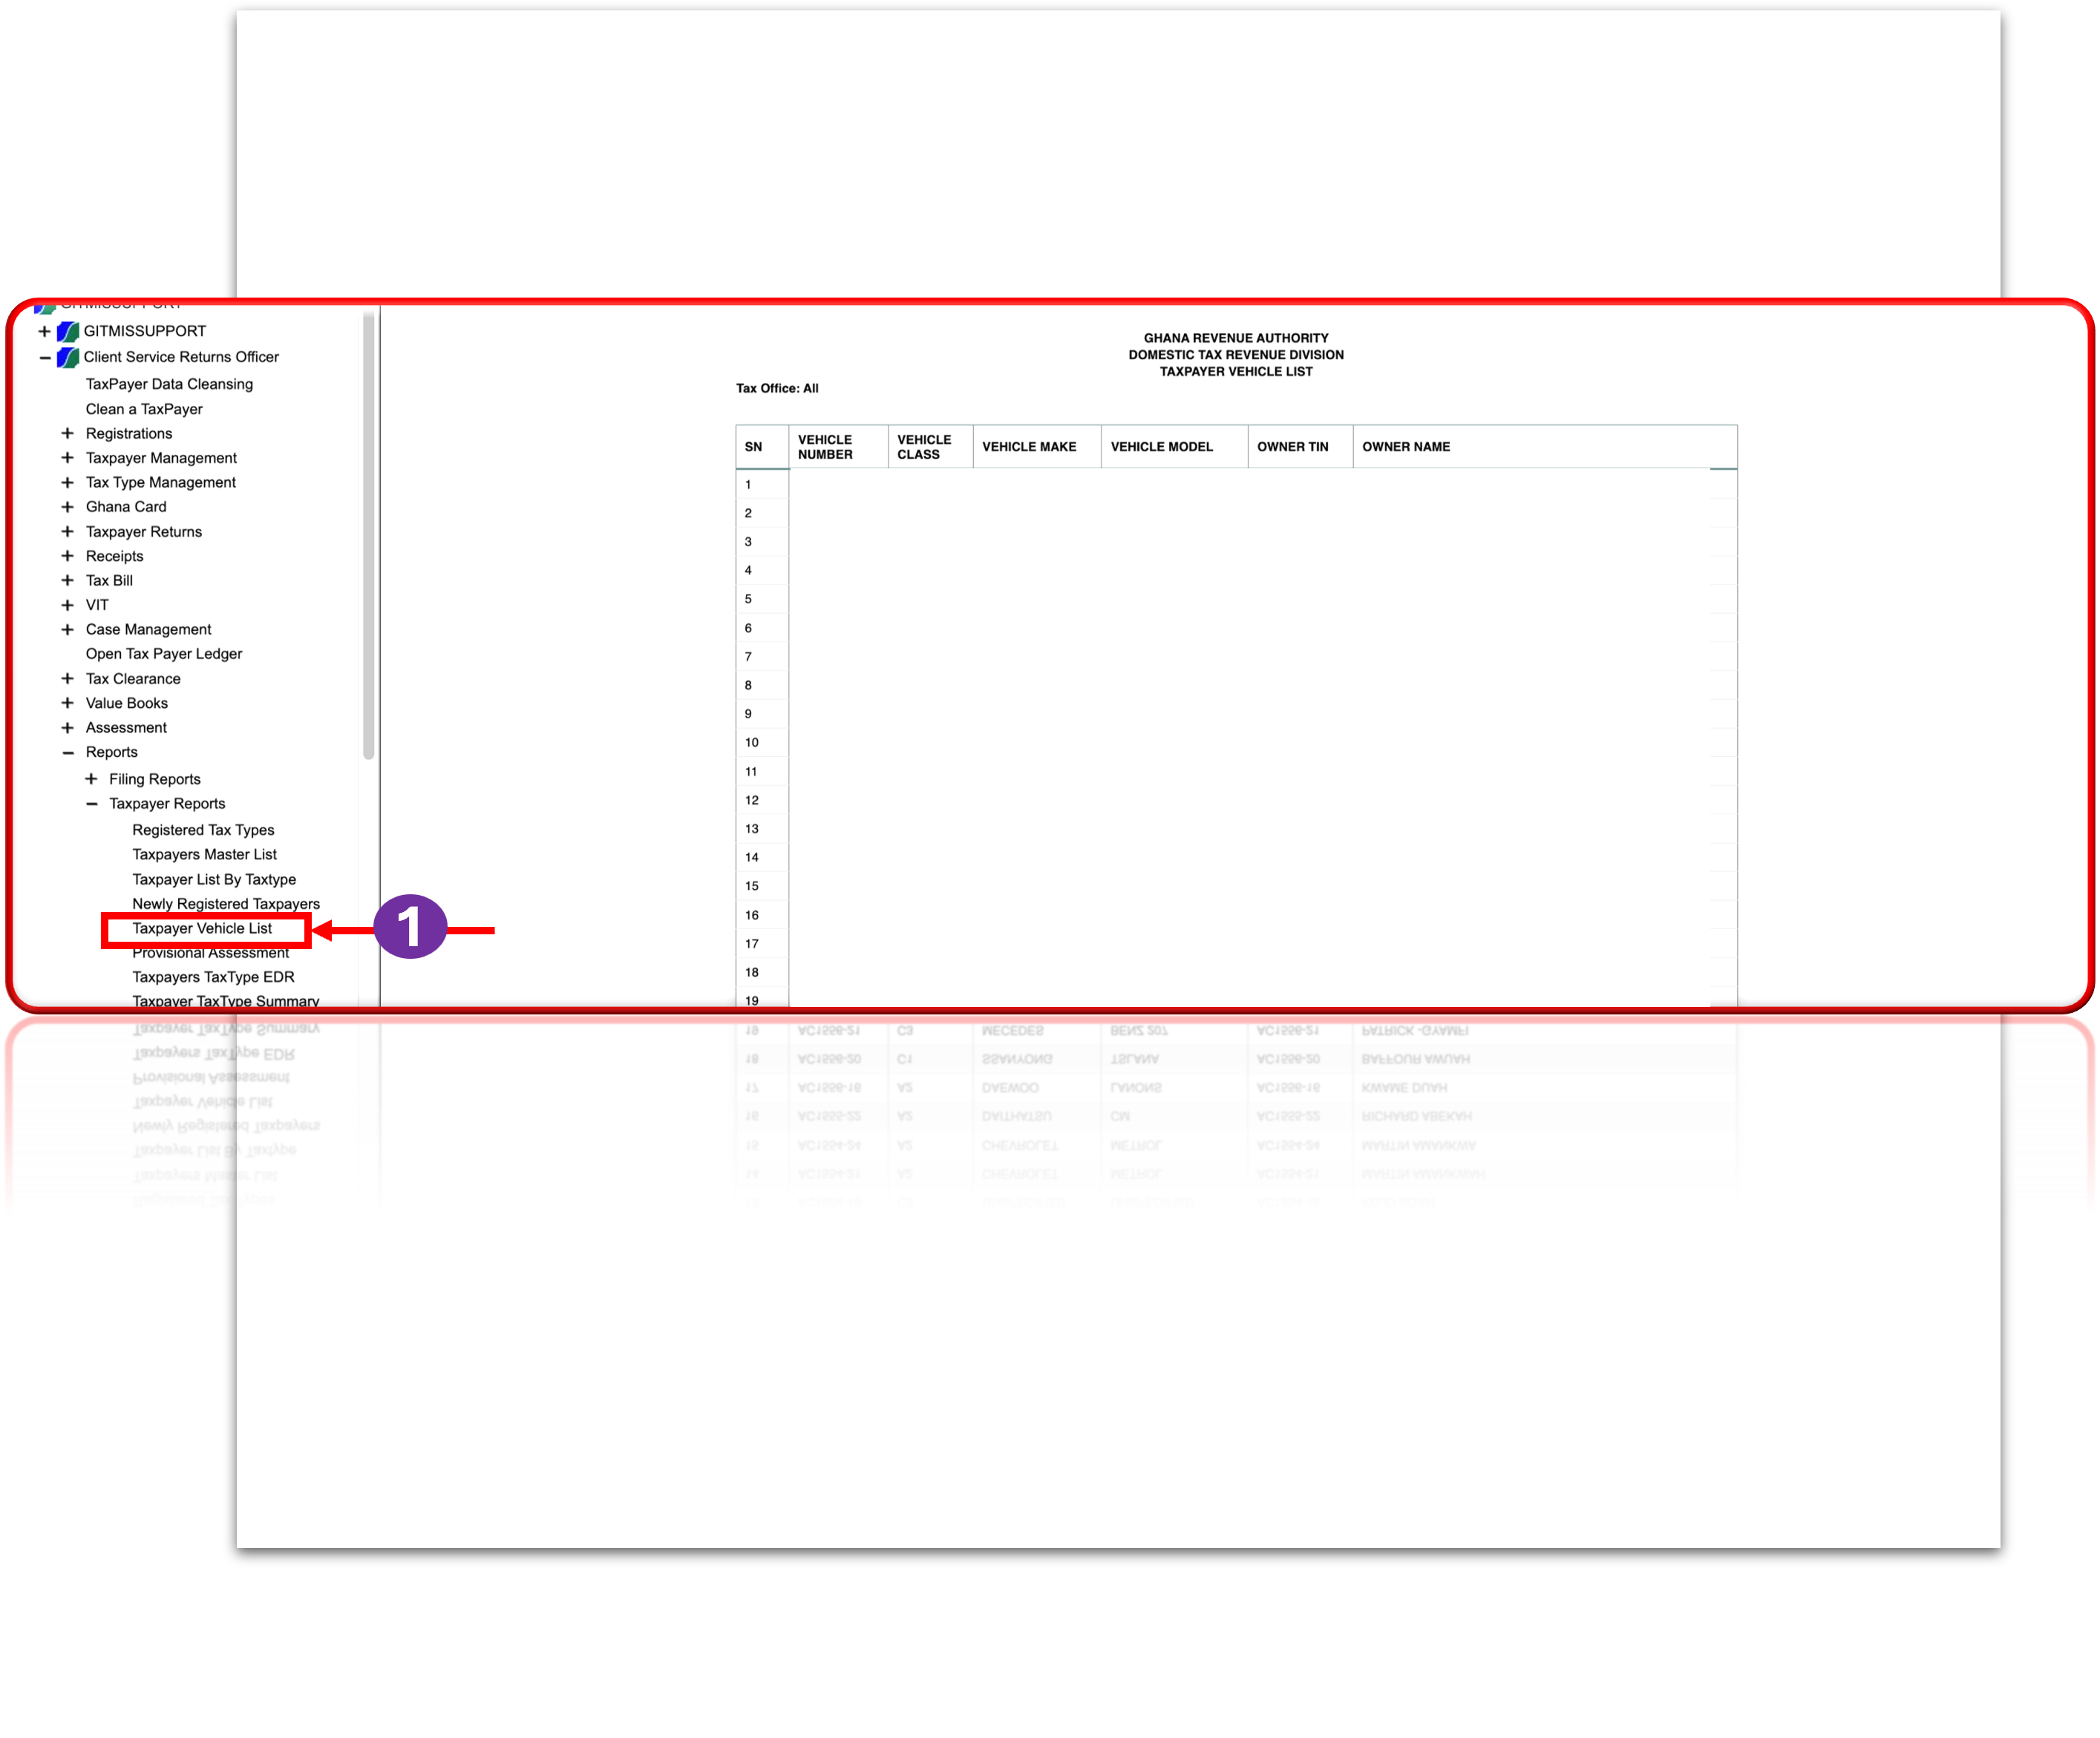 GITMISSUPPORT
GITMISSUPPORT
Client Service Returns Officer
TaxPayer Data Cleansing
Clean a TaxPayer
Registrations
Taxpayer Management
Tax Type Management
Ghana Card
Taxpayer Returns
Receipts
Tax Bill
VIT
Case Management
Open Tax Payer Ledger
Tax Clearance
Value Books
Assessment
Reports
Filing Reports
Taxpayer Reports
Registered Tax Types
Taxpayers Master List
Taxpayer List By Taxtype
Newly Registered Taxpayers
Taxpayer Vehicle List
1
Provisional Assessment
Taxpayers TaxType EDR
Taxpayer TaxType Summary
GHANA REVENUE AUTHORITY
DOMESTIC TAX REVENUE DIVISION
TAXPAYER VEHICLE LIST
Tax Office: All
SN VEHICLE NUMBER VEHICLE CLASS VEHICLE MAKE VEHICLE MODEL OWNER TIN OWNER NAME
1
2
3
4
5
6
7
8
9
10
11
12
13
14
15
16
17
18
19